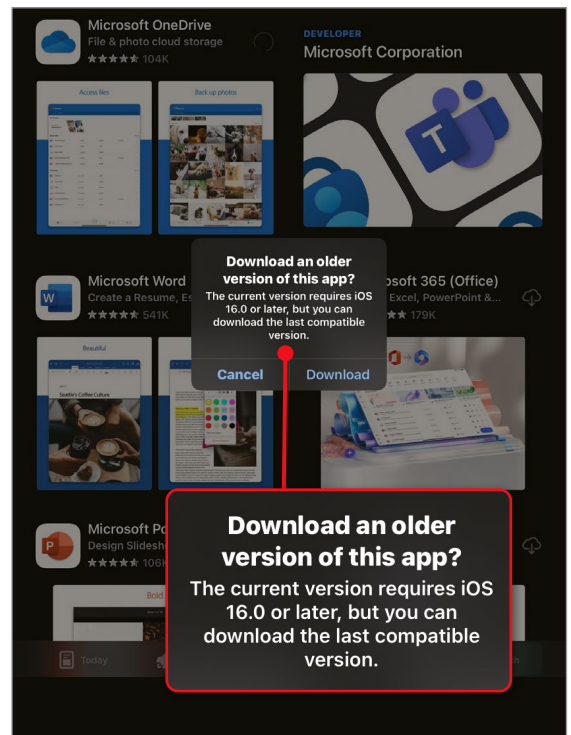 Microsoft OneDrive
File & photo cloud storage
104K
DEVELOPER
Microsoft Corporation
Access files
Back up photos
Download an older
version of this app?
The current version requires iOS
16.0 or later, but you can
download the last compatible
version.
Cancel
Download
Microsoft Word
Create a Resume, Es
541K
osoft 365 (Office)
Excel, PowerPoint &...
179K
Beautiful
Seattle's Coffee Culture
Microsoft Po
Design Slidesh
106K
Bold
Download an older
version of this app?
The current version requires iOS
16.0 or later, but you can
download the last compatible
version.
Today